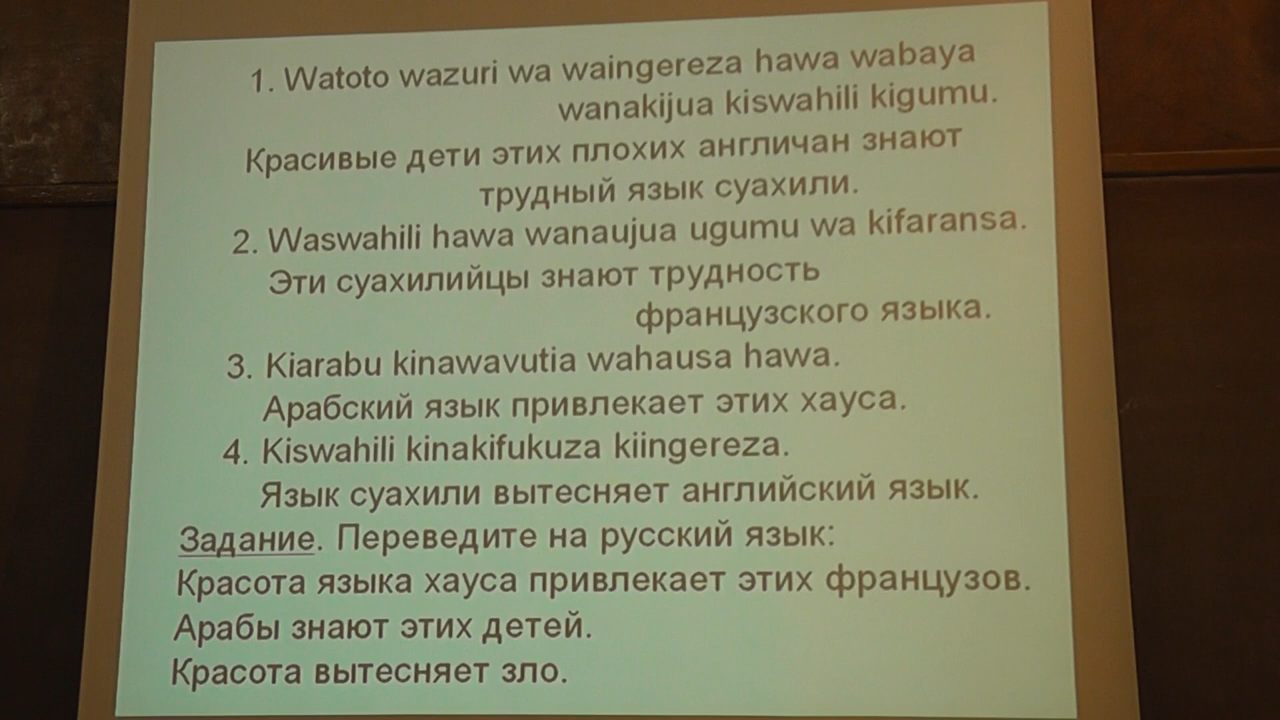 1. Watoto wazuri wa waingereza hawa wabaya
wanakijua kiswahili kigumu.
Красивые дети этих плохих англичан знают
трудный язык суахили.
2. Waswahili hawa wanaujua ugumu wa kifaransa.
Эти суахилийцы знают трудность
французского языка.
3. Kiarabu kinawavutia wahausa hawa.
Арабский язык привлекает этих хауса.
4. Kiswahili kinakifukuza kiingereza.
Язык суахили вытесняет английский язык.
Задание. Переведите на русский язык:
Красота языка хауса привлекает этих французов.
Арабы знают этих детей.
Красота вытесняет зло.